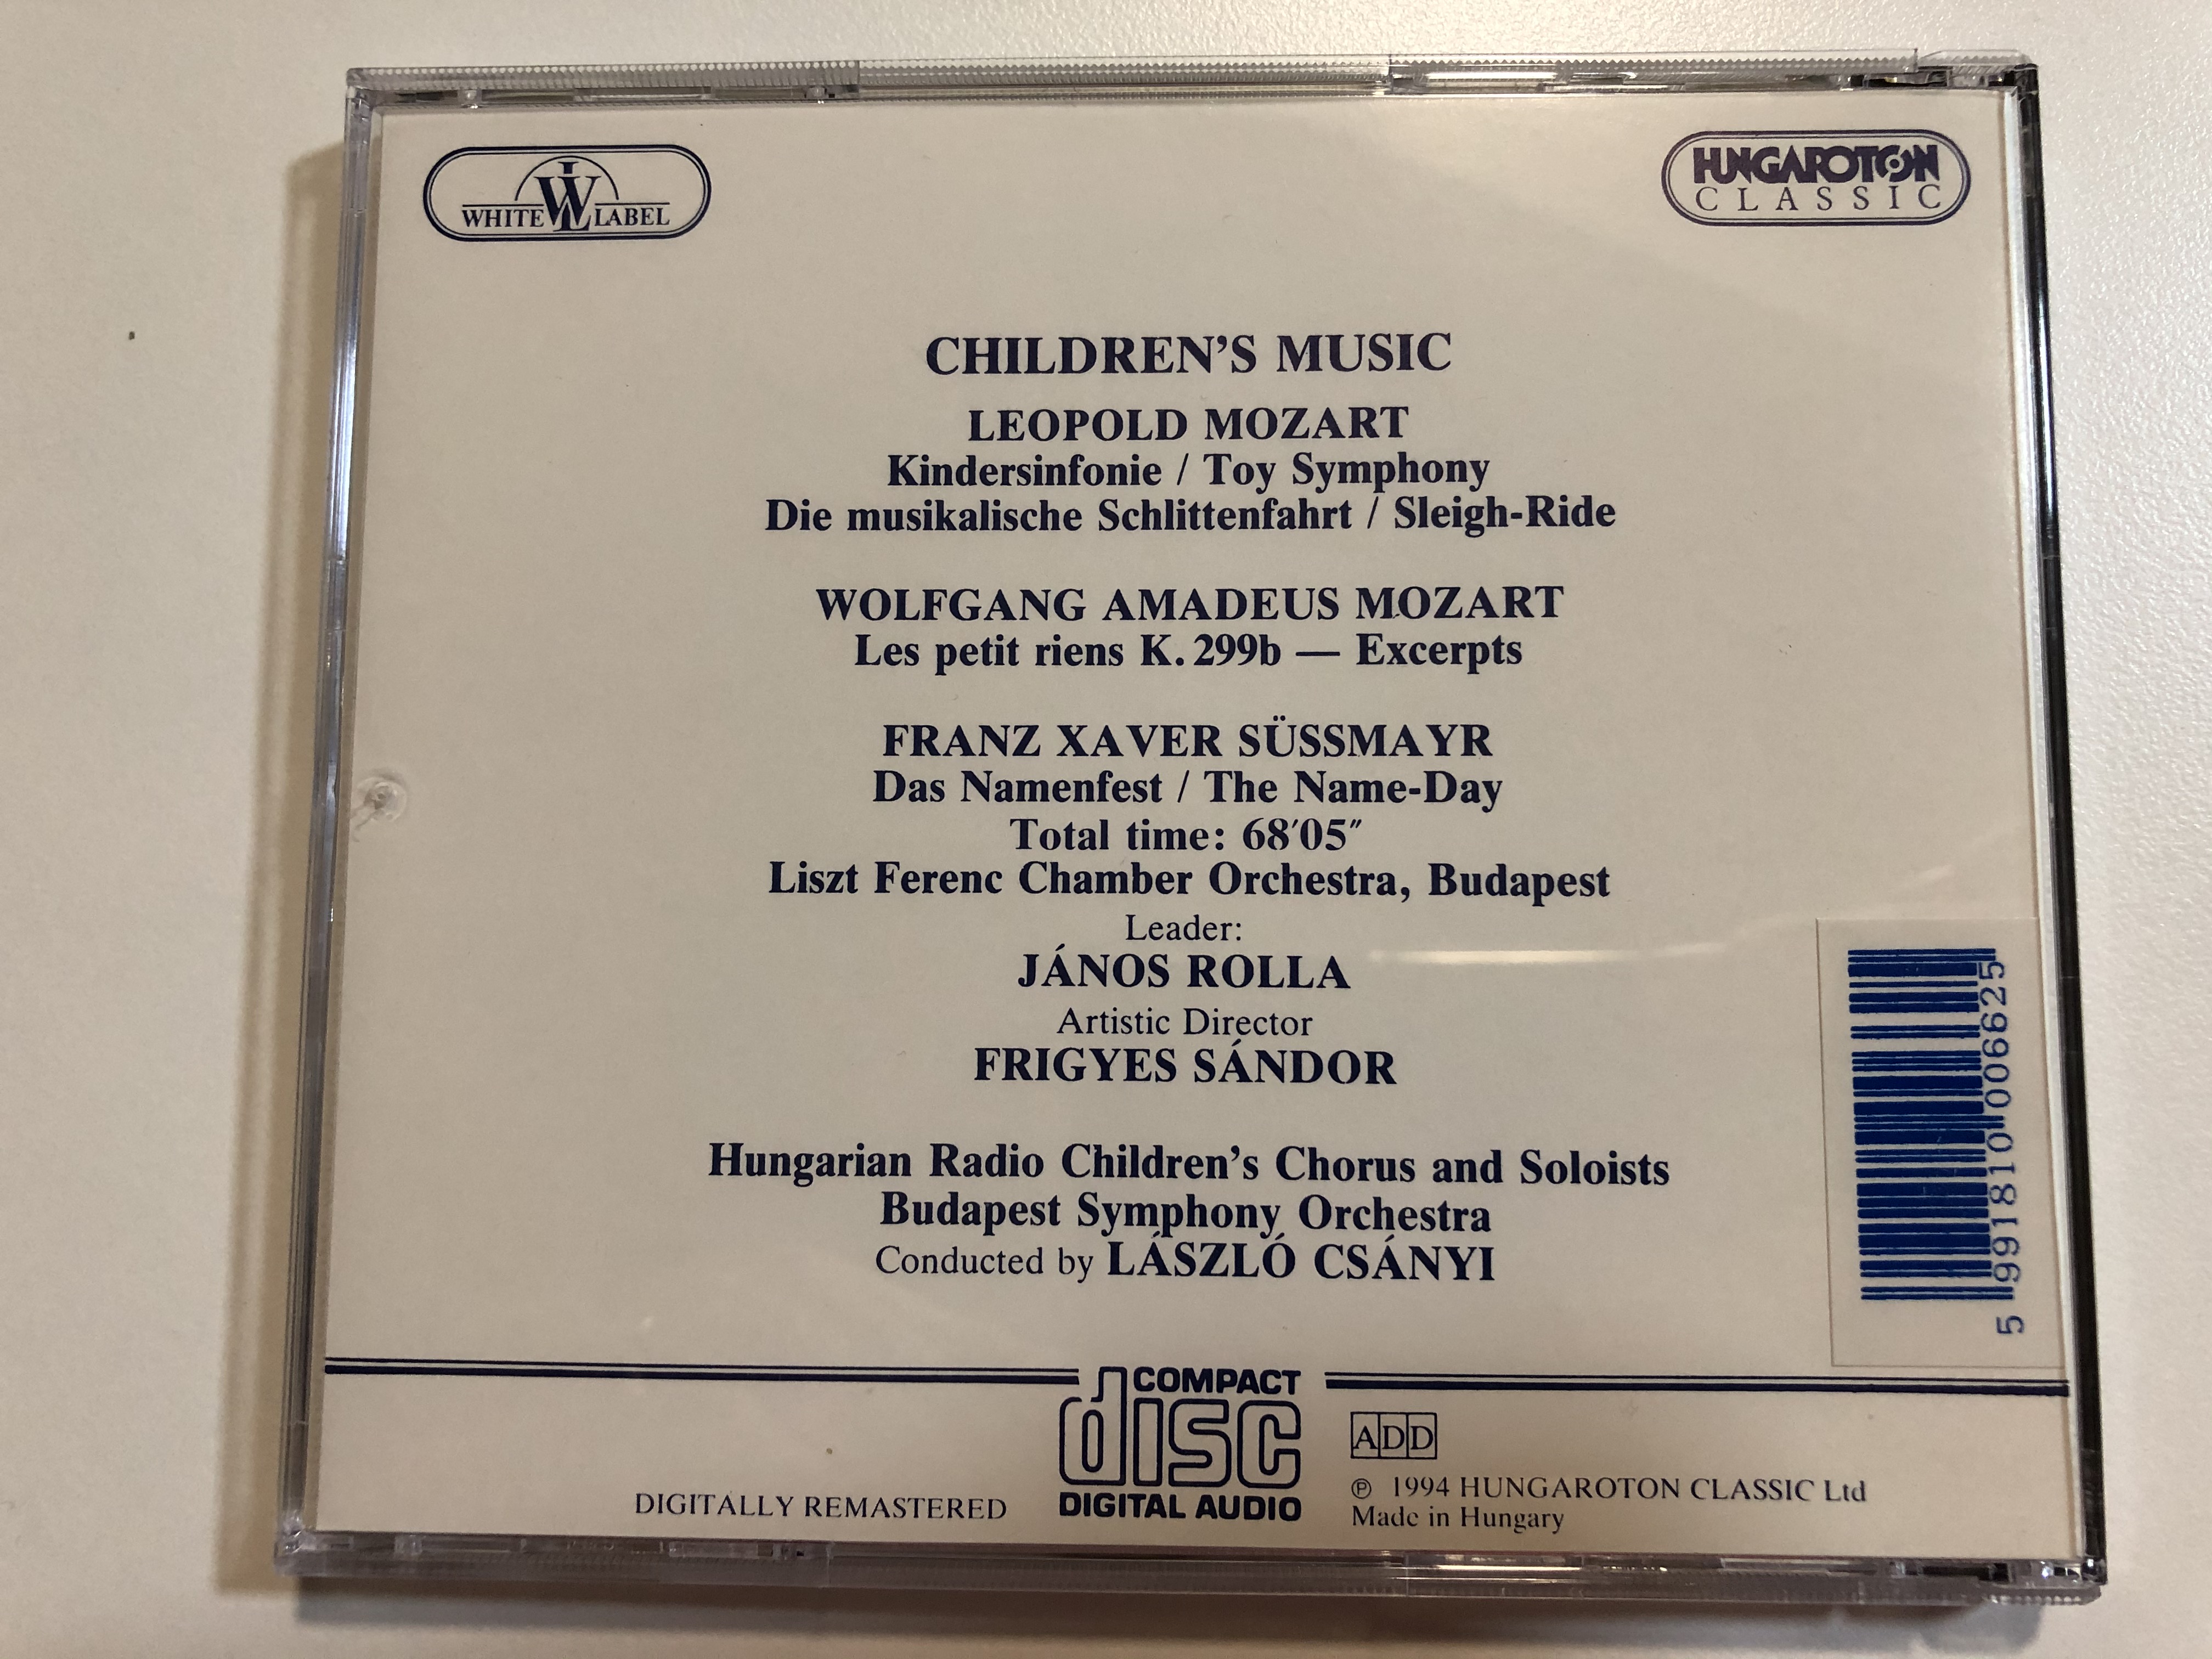 WHITE WL LABEL
HUNGAROTON
CLASSIC
CHILDREN'S MUSIC
LEOPOLD MOZART
Kindersinfonie / Toy Symphony
Die musikalische Schlittenfahrt / Sleigh-Ride
WOLFGANG AMADEUS MOZART
Les petit riens K. 299b — Excerpts
FRANZ XAVER SÜSSMAYR
Das Namenfest / The Name-Day
Total time: 68′05″
Liszt Ferenc Chamber Orchestra, Budapest
Leader:
JÁNOS ROLLA
Artistic Director
FRIGYES SÁNDOR
Hungarian Radio Children's Chorus and Soloists
Budapest Symphony Orchestra
Conducted by LÁSZLÓ CSÁNYI
5 991810 006625
COMPACT
disc
DIGITAL AUDIO
DIGITALLY REMASTERED
ADD
℗ 1994 HUNGAROTON CLASSIC Ltd
Made in Hungary